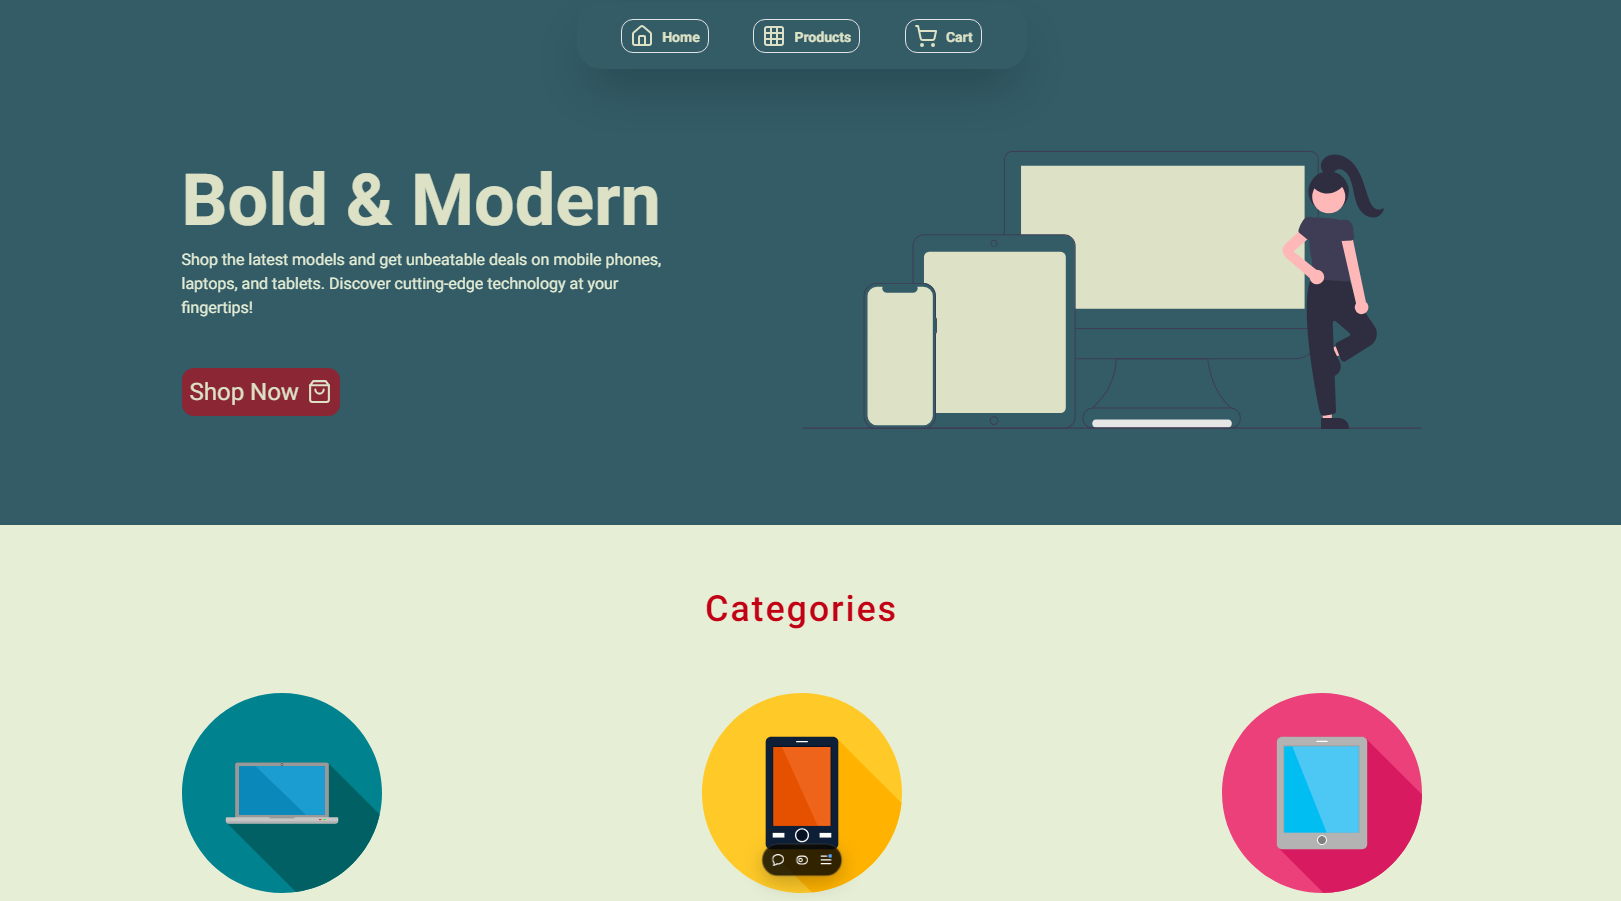 Home Products Cart
Bold & Modern
Shop the latest models and get unbeatable deals on mobile phones,
laptops, and tablets. Discover cutting-edge technology at your
fingertips!
Shop Now
Categories